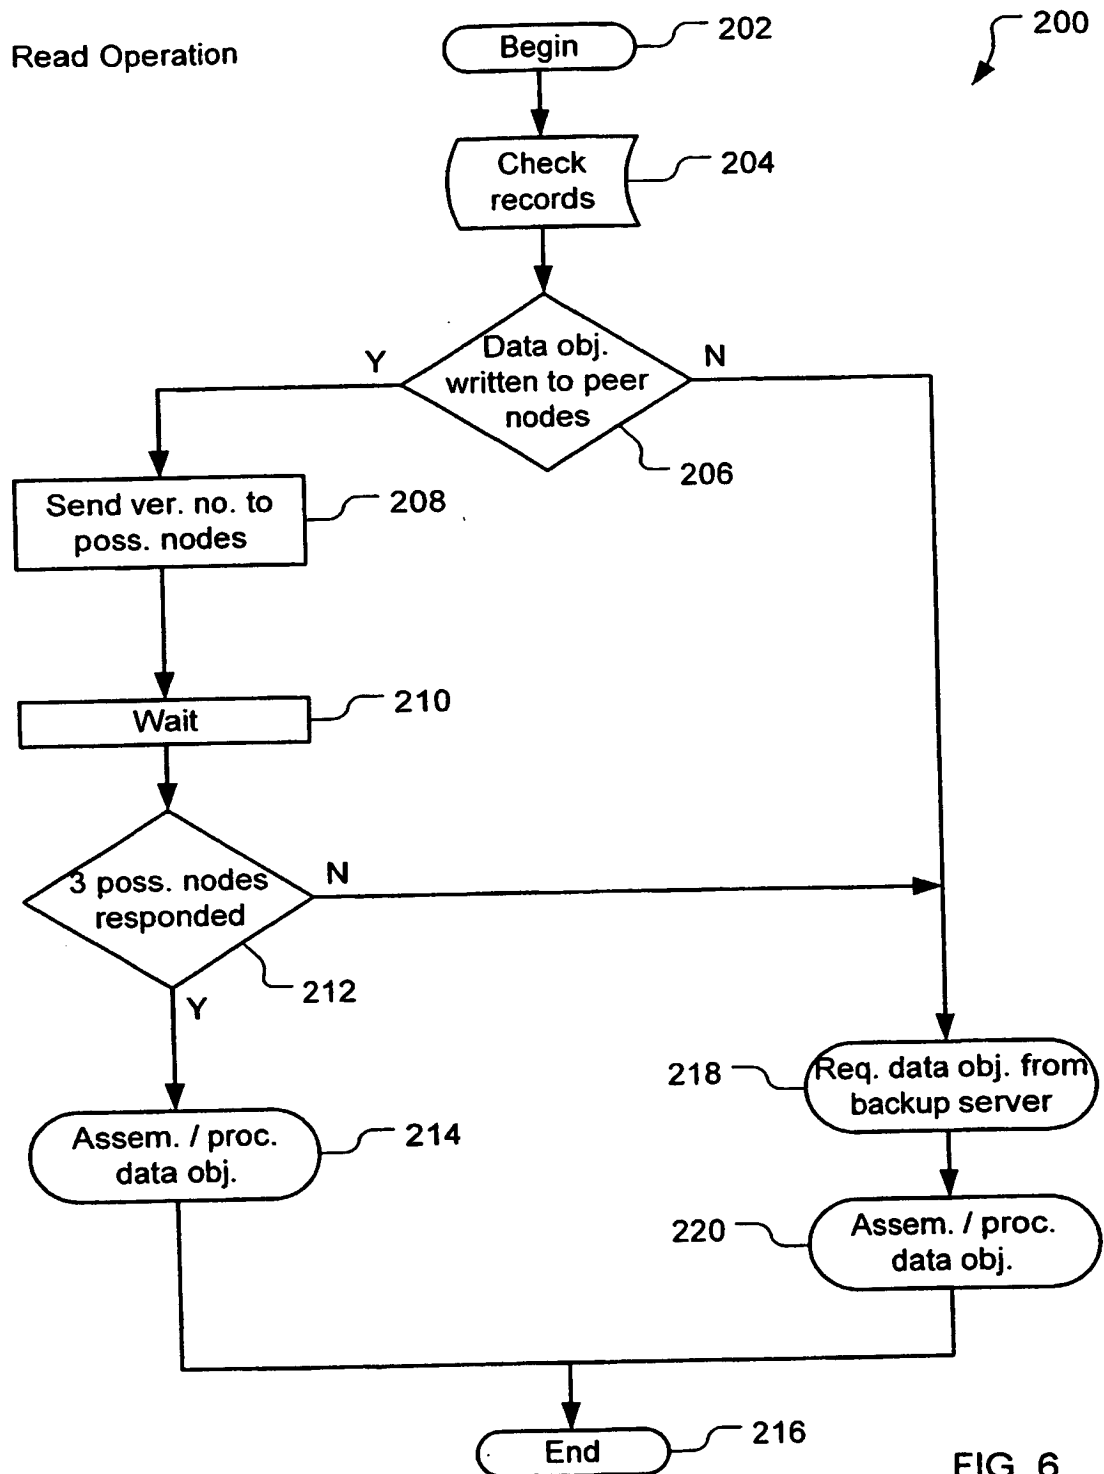 Read Operation
Begin
202
200
Check
records
204
Data obj.
written to peer
nodes
Y
N
206
Send ver. no. to
poss. nodes
208
Wait
210
3 poss. nodes
responded
N
212
Y
Assem. / proc.
data obj.
214
218
Req. data obj. from
backup server
220
Assem. / proc.
data obj.
End
216
FIG. 6